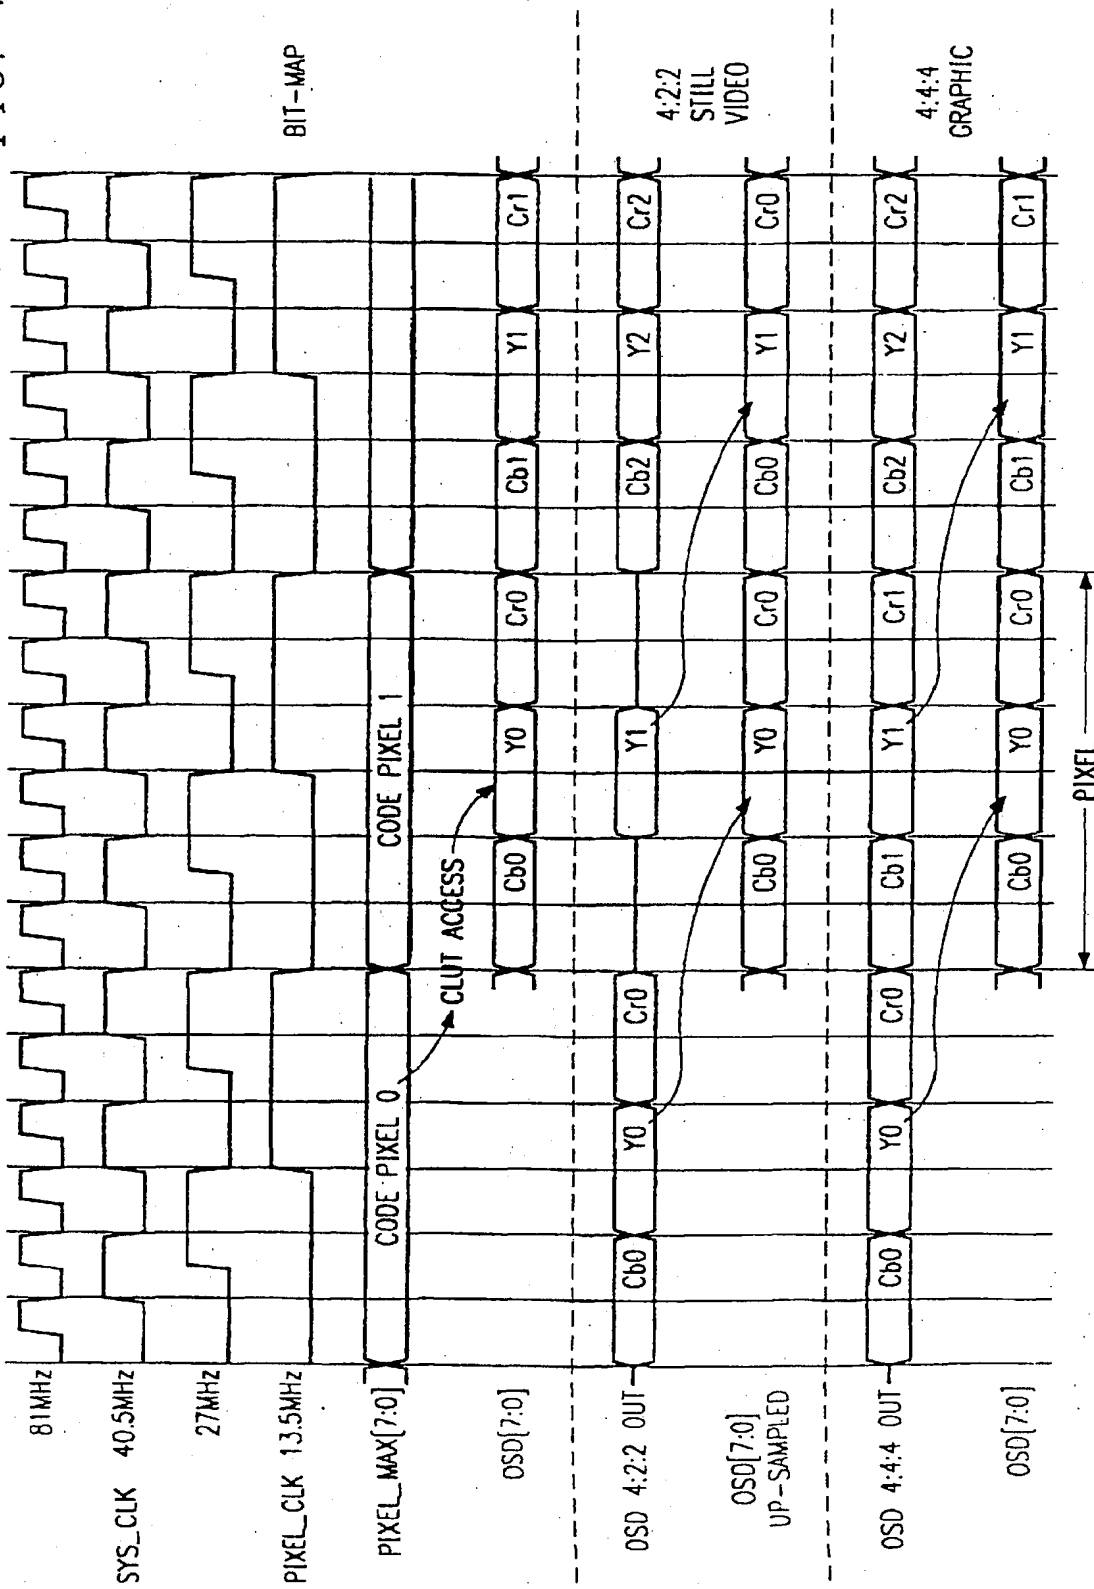 81MHz
SYS_CLK 40.5MHz
27MHz
PIXEL_CLK 13.5MHz
BIT-MAP
PIXEL_MAX[7:0] CODE PIXEL 0 CODE PIXEL 1
CLUT ACCESS
OSD[7:0] Cb0 Y0 Cr0 Cb1 Y1 Cr1
OSD 4:2:2 OUT Cb0 Y0 Cr0 Y1 Cb2 Y2 Cr2
4:2:2
STILL
VIDEO
OSD[7:0]
UP-SAMPLED
Cb0 Y0 Cr0 Cb0 Y1 Cr0
OSD 4:4:4 OUT Cb0 Y0 Cr0 Cb1 Y1 Cr1 Cb2 Y2 Cr2
4:4:4
GRAPHIC
OSD[7:0] Cb0 Y0 Cr0 Cb1 Y1 Cr1
PIXEL